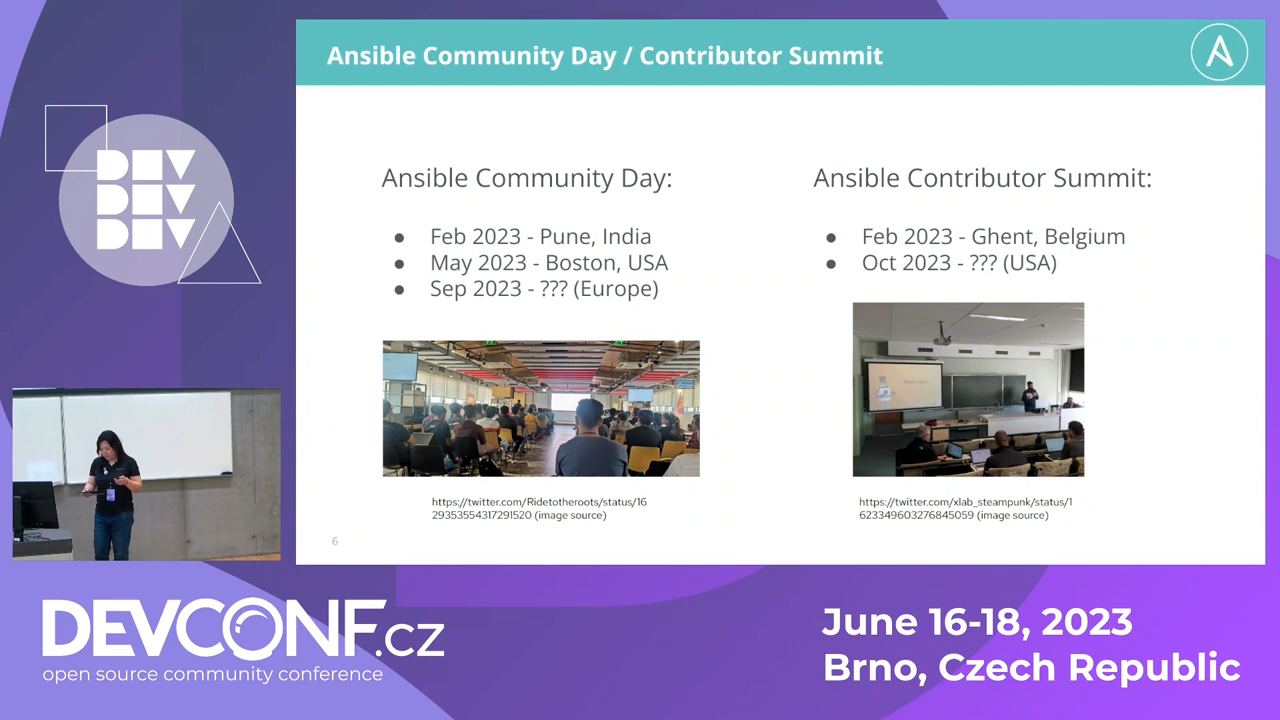 Ansible Community Day / Contributor Summit
A
DEV
DEV
DEV
Ansible Community Day:
● Feb 2023 - Pune, India
● May 2023 - Boston, USA
● Sep 2023 - ??? (Europe)
https://twitter.com/Ridetotheroots/status/16
29353554317291520 (image source)
Ansible Contributor Summit:
● Feb 2023 - Ghent, Belgium
● Oct 2023 - ??? (USA)
https://twitter.com/xlab_steampunk/status/1
623349603276845059 (image source)
6
DEVCONF.cz
open source community conference
June 16-18, 2023
Brno, Czech Republic